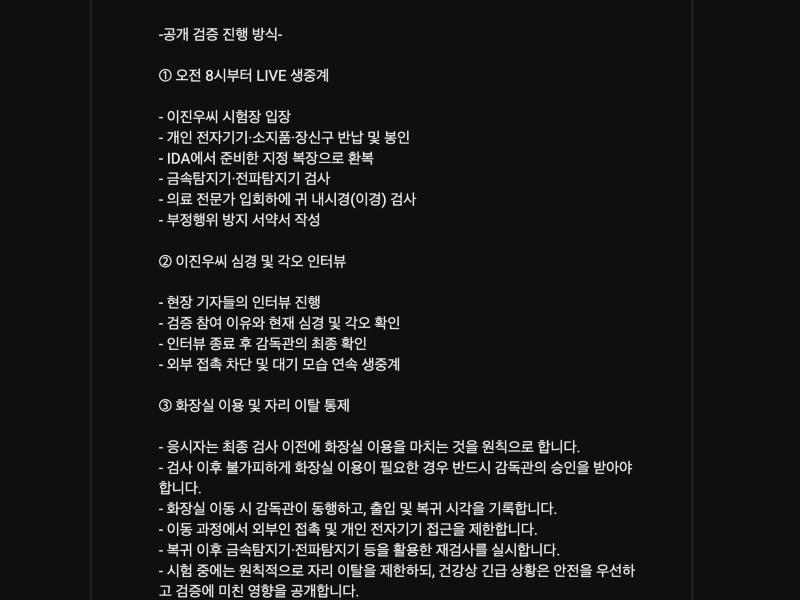 -공개 검증 진행 방식-
① 오전 8시부터 LIVE 생중계
- 이진우씨 시험장 입장
- 개인 전자기기·소지품·장신구 반납 및 봉인
- IDA에서 준비한 지정 복장으로 환복
- 금속탐지기·전파탐지기 검사
- 의료 전문가 입회하에 귀 내시경(이경) 검사
- 부정행위 방지 서약서 작성
② 이진우씨 심경 및 각오 인터뷰
- 현장 기자들의 인터뷰 진행
- 검증 참여 이유와 현재 심경 및 각오 확인
- 인터뷰 종료 후 감독관의 최종 확인
- 외부 접촉 차단 및 대기 모습 연속 생중계
③ 화장실 이용 및 자리 이탈 통제
- 응시자는 최종 검사 이전에 화장실 이용을 마치는 것을 원칙으로 합니다.
- 검사 이후 불가피하게 화장실 이용이 필요한 경우 반드시 감독관의 승인을 받아야
합니다.
- 화장실 이동 시 감독관이 동행하고, 출입 및 복귀 시각을 기록합니다.
- 이동 과정에서 외부인 접촉 및 개인 전자기기 접근을 제한합니다.
- 복귀 이후 금속탐지기·전파탐지기 등을 활용한 재검사를 실시합니다.
- 시험 중에는 원칙적으로 자리 이탈을 제한하되, 건강상 긴급 상황은 안전을 우선하
고 검증에 미친 영향을 공개합니다.